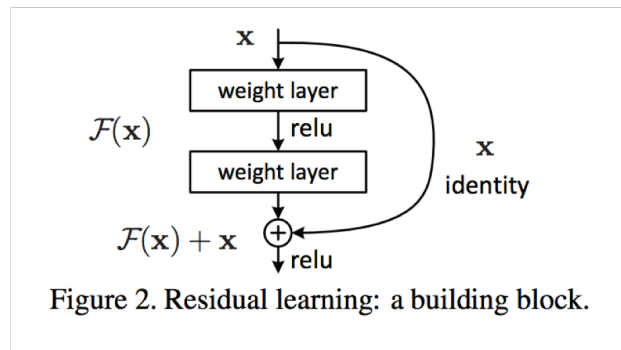 x
weight layer
relu
F(x)
weight layer
x
identity
F(x) + x
+
relu
Figure 2. Residual learning: a building block.